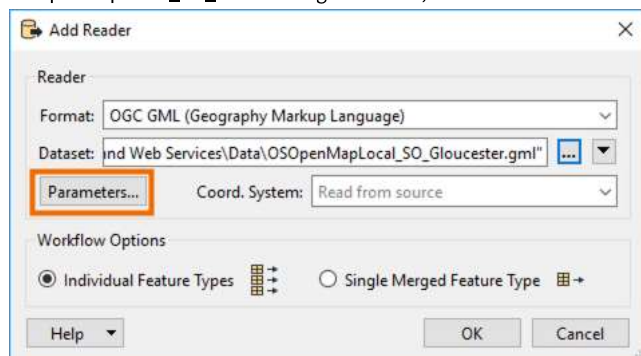 Add Reader
Reader
Format: OGC GML (Geography Markup Language)
Dataset: nd Web Services\Data\OSOpenMapLocal_SO_Gloucester.gml" ...
Parameters... Coord. System: Read from source
Workflow Options
Individual Feature Types Single Merged Feature Type
Help OK Cancel